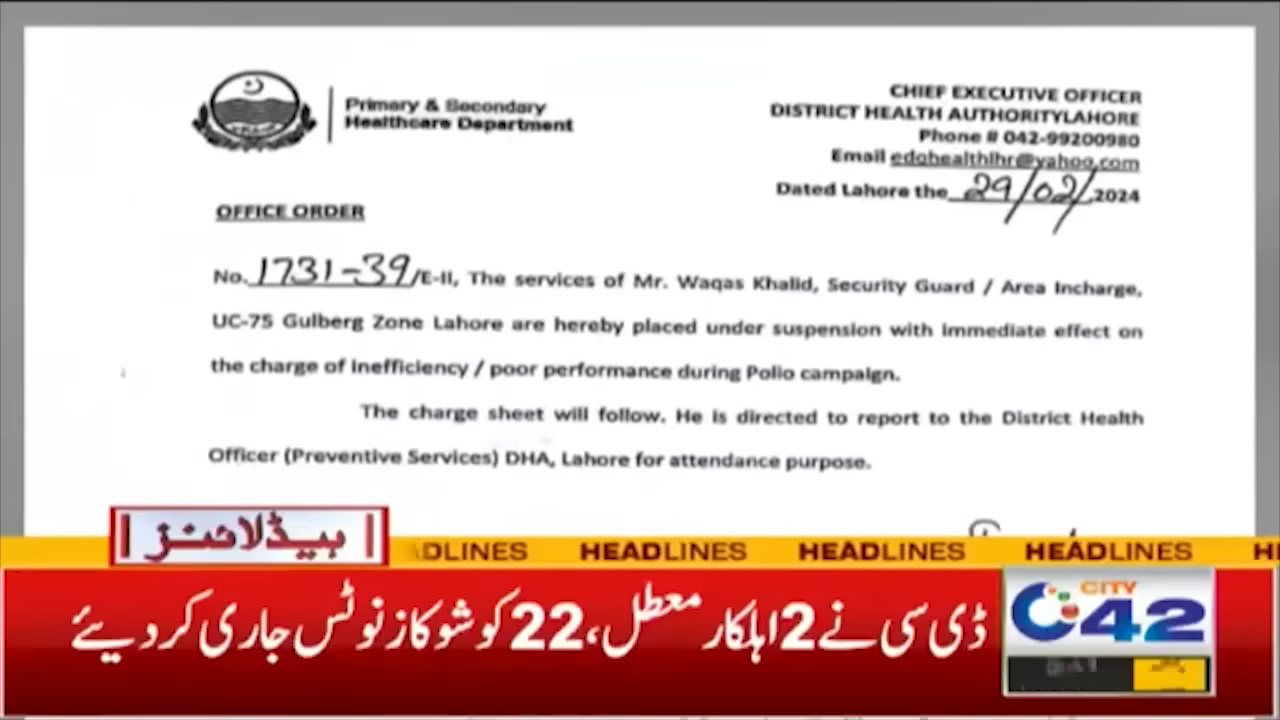 Primary & Secondary
Healthcare Department
CHIEF EXECUTIVE OFFICER
DISTRICT HEALTH AUTHORITYLAHORE
Phone # 042-99200980
Email edohealthlhr@yahoo.com
Dated Lahore the 29/02/2024
OFFICE ORDER
No. 1731-39/E-II, The services of Mr. Waqas Khalid, Security Guard / Area Incharge,
UC-75 Gulberg Zone Lahore are hereby placed under suspension with immediate effect on
the charge of inefficiency / poor performance during Polio campaign.
The charge sheet will follow. He is directed to report to the District Health
Officer (Preventive Services) DHA, Lahore for attendance purpose.
ہیڈلائنز
ADLINES HEADLINES HEADLINES HEADLINES H
ڈی سی نے 2 اہلکار معطل، 22 کو شوکاز نوٹس جاری کر دیئے
CITY
42